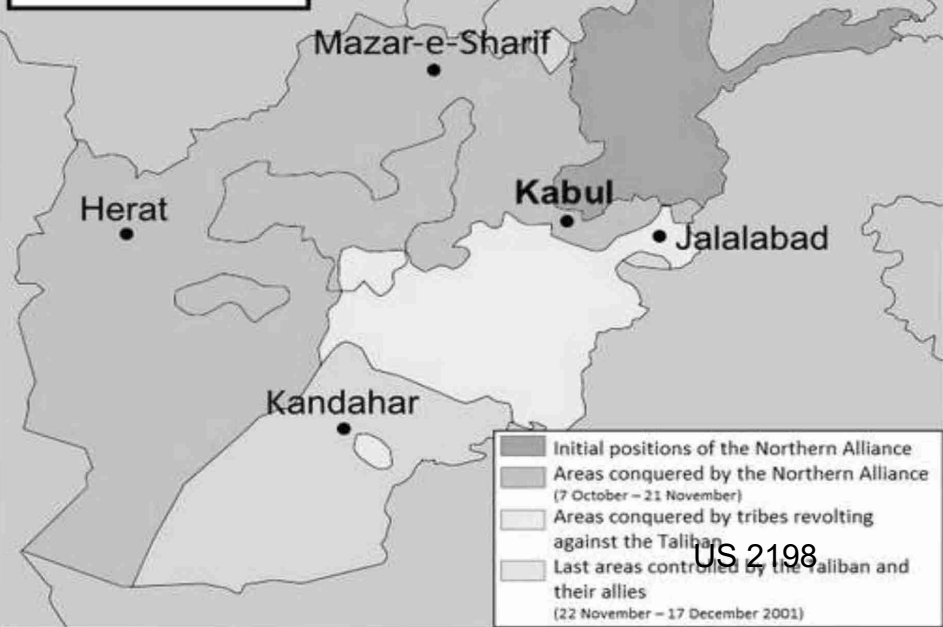 Mazar-e-Sharif
Kabul
Herat
Jalalabad
Kandahar
Initial positions of the Northern Alliance
Areas conquered by the Northern Alliance
(7 October – 21 November)
Areas conquered by tribes revolting
against the Taliban
US 2198
Last areas controlled by the Taliban and
their allies
(22 November – 17 December 2001)